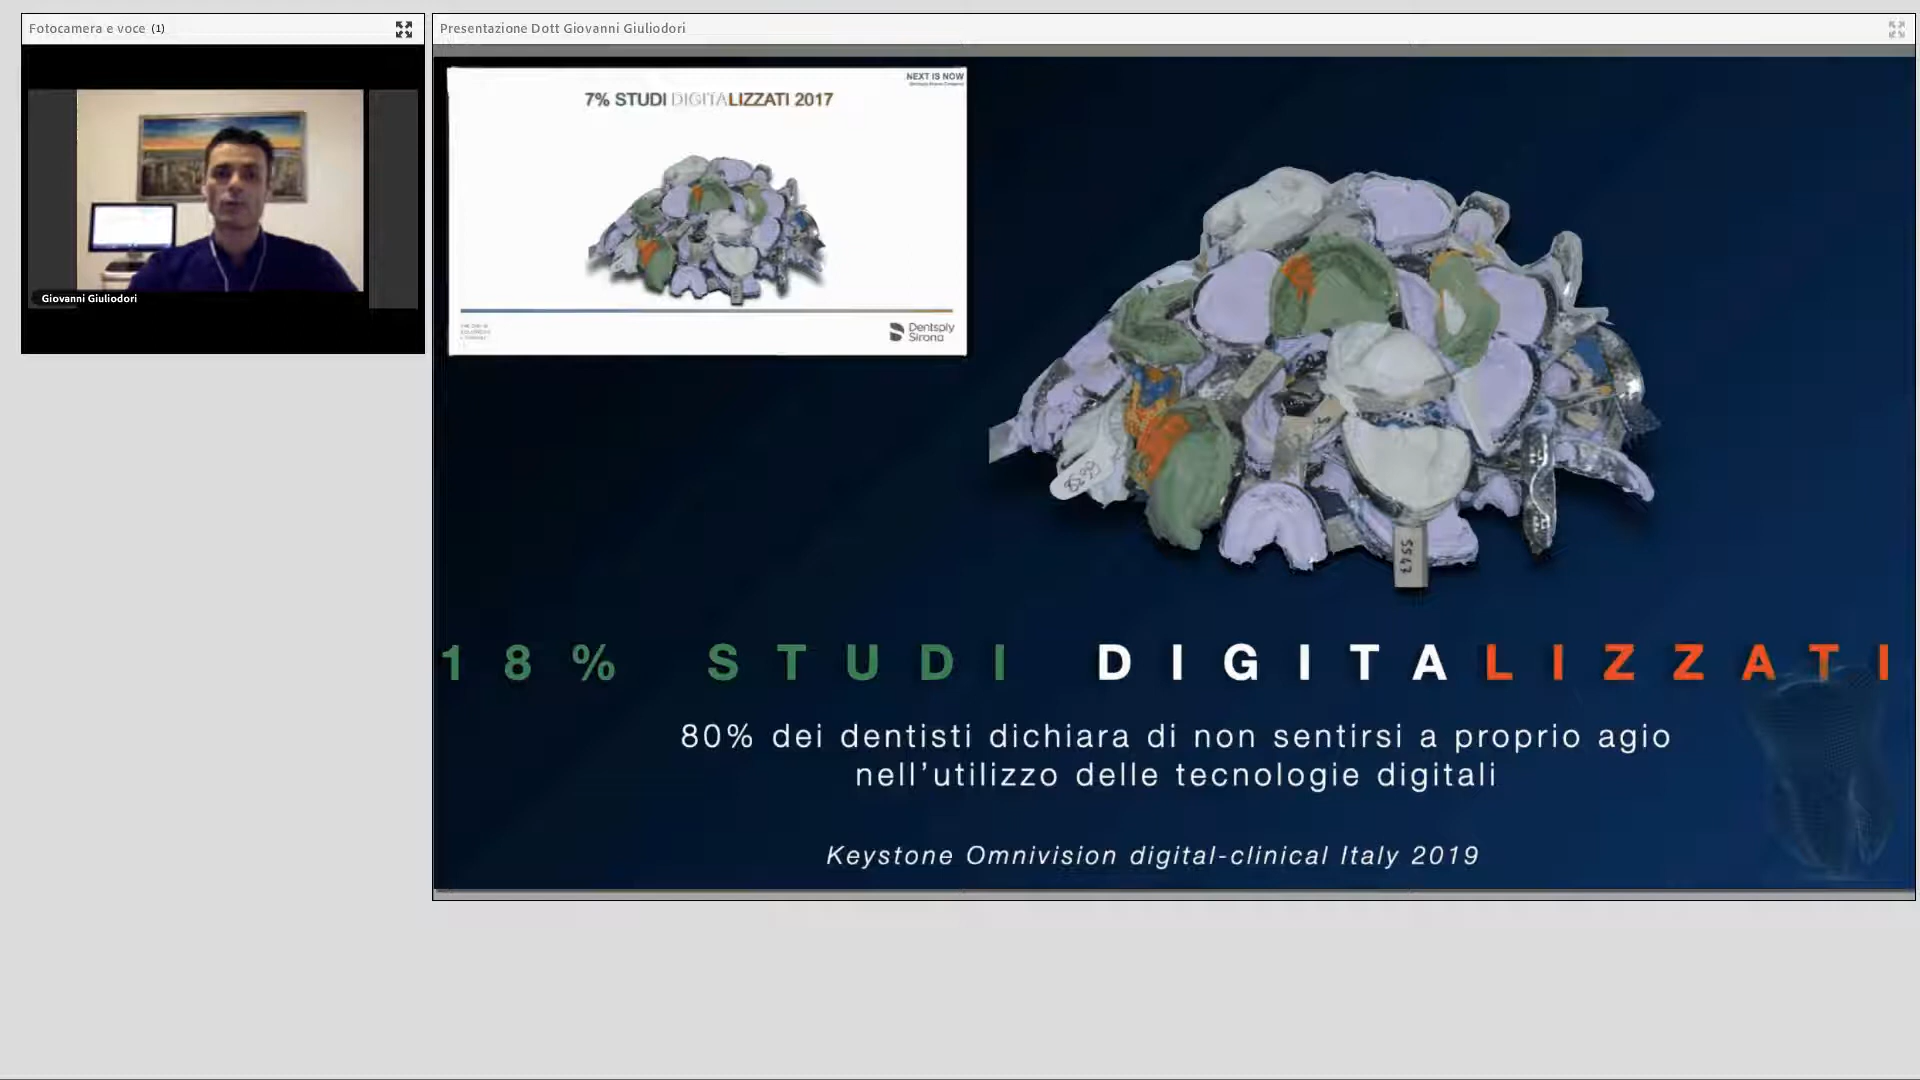 Fotocamera e voce (1)
Giovanni Giuliodori
Presentazione Dott Giovanni Giuliodori
NEXT IS NOW
7% STUDI DIGITALIZZATI 2017
Dentsply
Sirona
5547
18% STUDI DIGITALIZZATI
80% dei dentisti dichiara di non sentirsi a proprio agio
nell’utilizzo delle tecnologie digitali
Keystone Omnivision digital-clinical Italy 2019